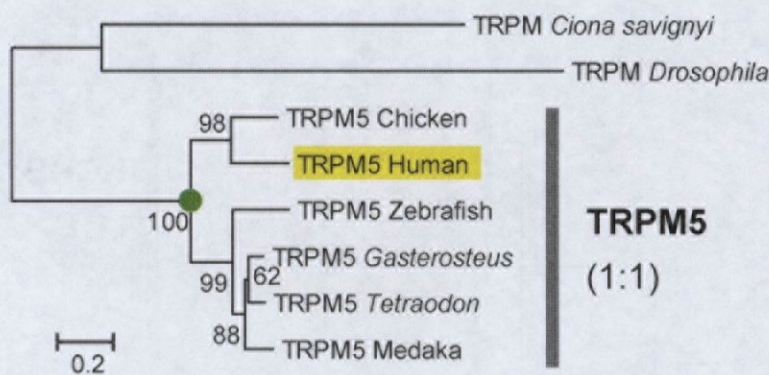 TRPM Ciona savignyi
TRPM Drosophila
98
TRPM5 Chicken
TRPM5 Human
100
TRPM5 Zebrafish
TRPM5 Gasterosteus
99
62
TRPM5 Tetraodon
88
TRPM5 Medaka
TRPM5
(1:1)
0.2